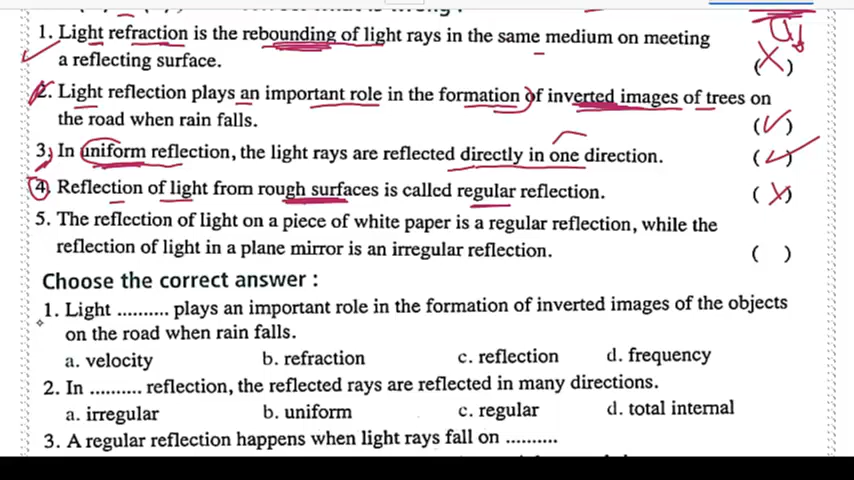 1. Light refraction is the rebounding of light rays in the same medium on meeting
a reflecting surface. (X)
2. Light reflection plays an important role in the formation of inverted images of trees on
the road when rain falls. (✓)
3. In uniform reflection, the light rays are reflected directly in one direction. (✓)
4. Reflection of light from rough surfaces is called regular reflection. (X)
5. The reflection of light on a piece of white paper is a regular reflection, while the
reflection of light in a plane mirror is an irregular reflection. ( )
Choose the correct answer :
1. Light .......... plays an important role in the formation of inverted images of the objects
on the road when rain falls.
a. velocity b. refraction c. reflection d. frequency
2. In .......... reflection, the reflected rays are reflected in many directions.
a. irregular b. uniform c. regular d. total internal
3. A regular reflection happens when light rays fall on ..........